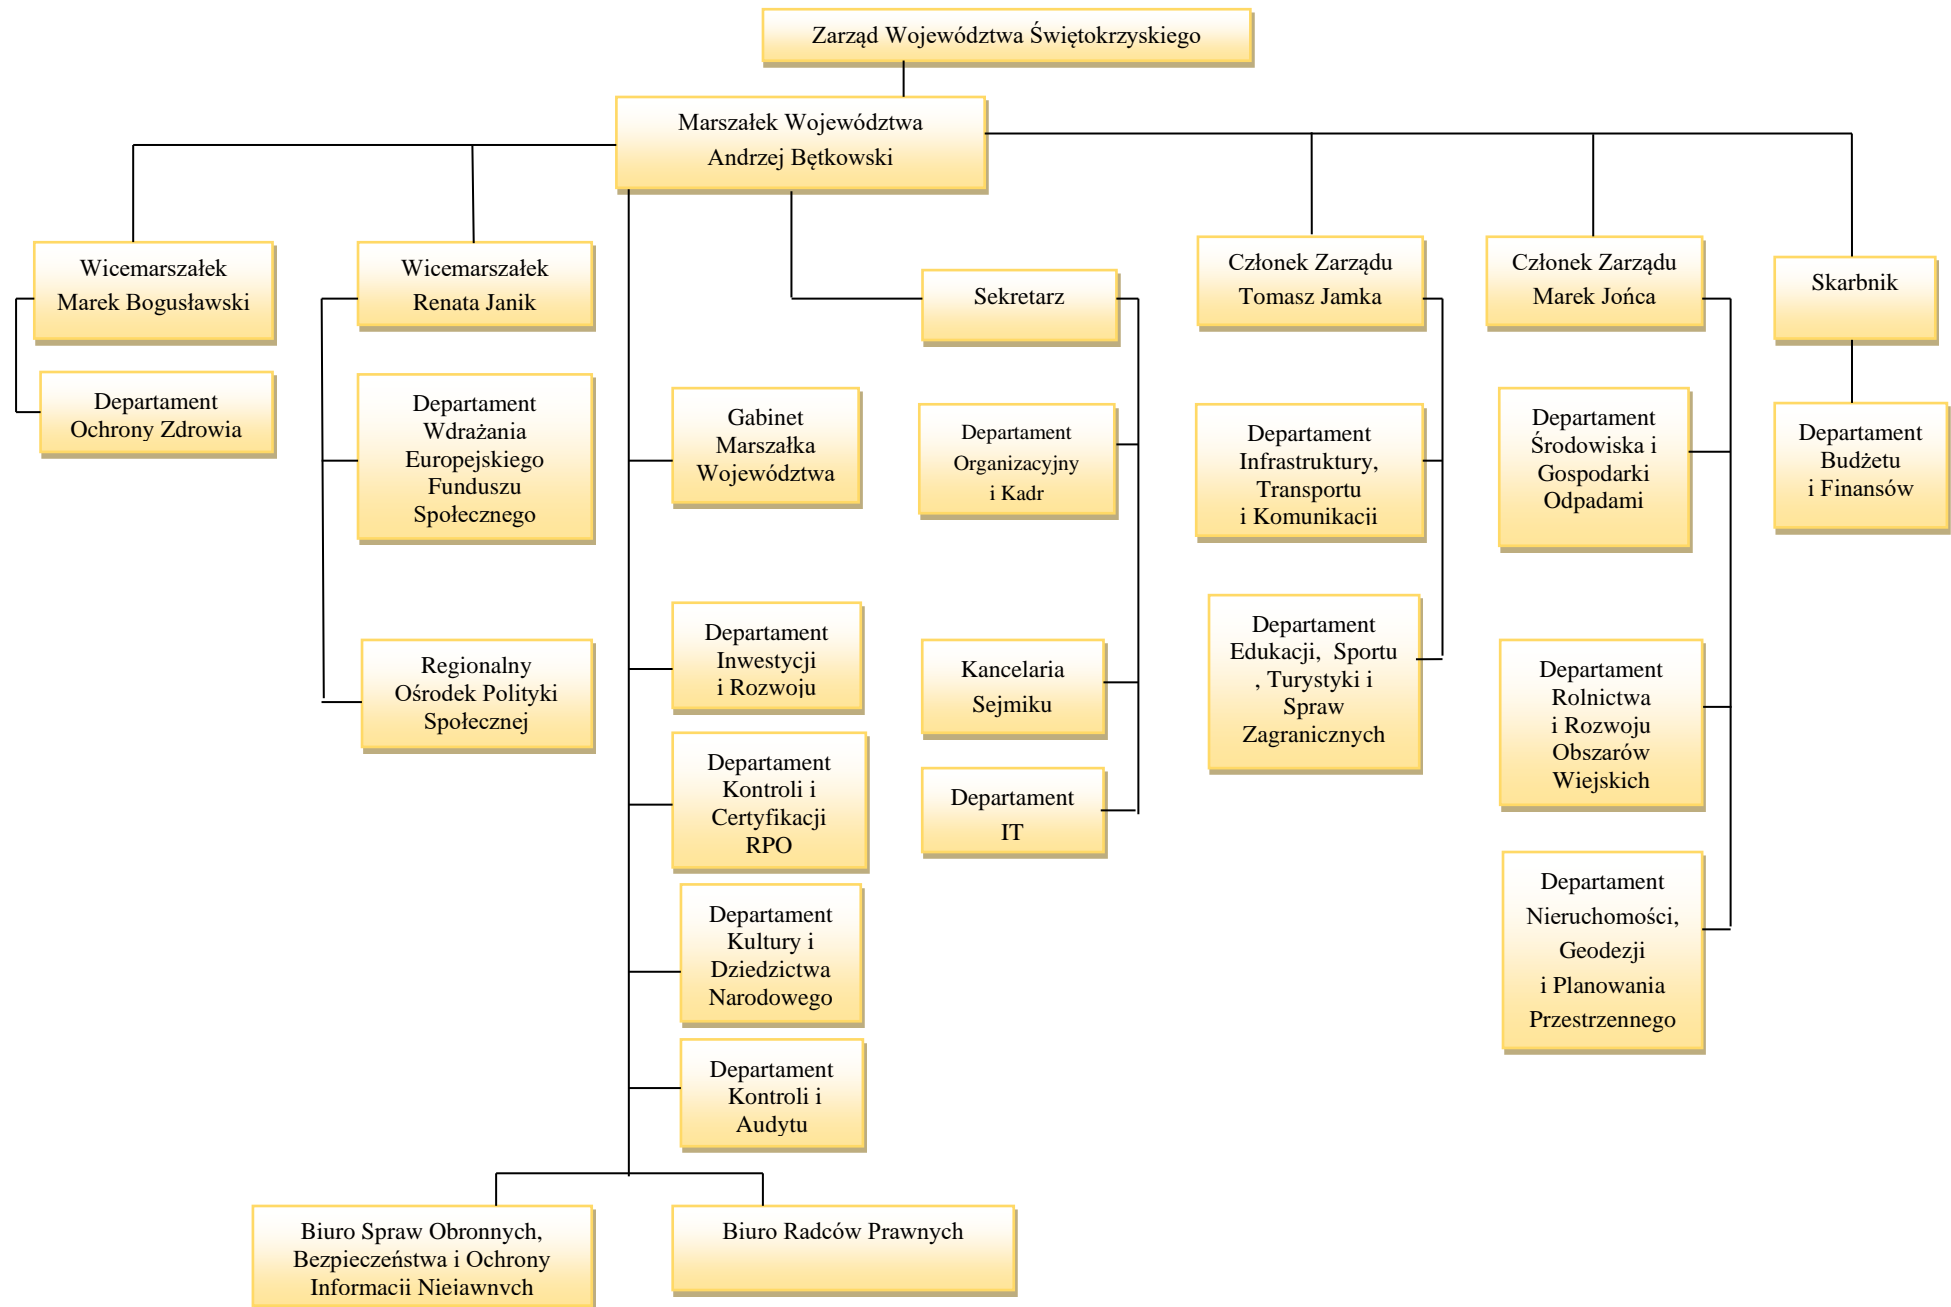 Zarząd Województwa Świętokrzyskiego
Marszałek Województwa
Andrzej Bętkowski
Wicemarszałek
Marek Bogusławski
Wicemarszałek
Renata Janik
Sekretarz
Członek Zarządu
Tomasz Jamka
Członek Zarządu
Marek Jońca
Skarbnik
Departament
Ochrony Zdrowia
Departament
Wdrażania
Europejskiego
Funduszu
Społecznego
Gabinet
Marszałka
Województwa
Departament
Organizacyjny
i Kadr
Departament
Infrastruktury,
Transportu
i Komunikacji
Departament
Środowiska i
Gospodarki
Odpadami
Departament
Budżetu
i Finansów
Regionalny
Ośrodek Polityki
Społecznej
Departament
Inwestycji
i Rozwoju
Kancelaria
Sejmiku
Departament
Edukacji, Sportu
, Turystyki i
Spraw
Zagranicznych
Departament
Rolnictwa
i Rozwoju
Obszarów
Wiejskich
Departament
Kontroli i
Certyfikacji
RPO
Departament
IT
Departament
Kultury i
Dziedzictwa
Narodowego
Departament
Nieruchomości,
Geodezji
i Planowania
Przestrzennego
Departament
Kontroli i
Audytu
Biuro Spraw Obronnych,
Bezpieczeństwa i Ochrony
Informacji Niejawnych
Biuro Radców Prawnych